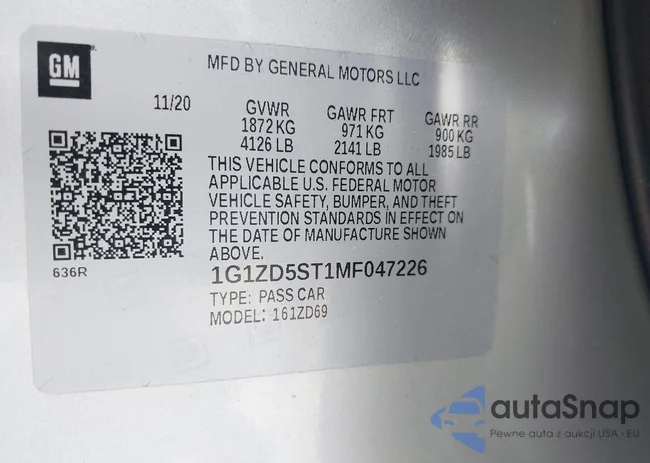 GM
MFD BY GENERAL MOTORS LLC
11/20 GVWR GAWR FRT GAWR RR
1872 KG 971 KG 900 KG
4126 LB 2141 LB 1985 LB
THIS VEHICLE CONFORMS TO ALL
APPLICABLE U.S. FEDERAL MOTOR
VEHICLE SAFETY, BUMPER, AND THEFT
PREVENTION STANDARDS IN EFFECT ON
THE DATE OF MANUFACTURE SHOWN
ABOVE.
636R
1G1ZD5ST1MF047226
TYPE: PASS CAR
MODEL: 161ZD69
autaSnap
Pewne auta z aukcji USA i EU